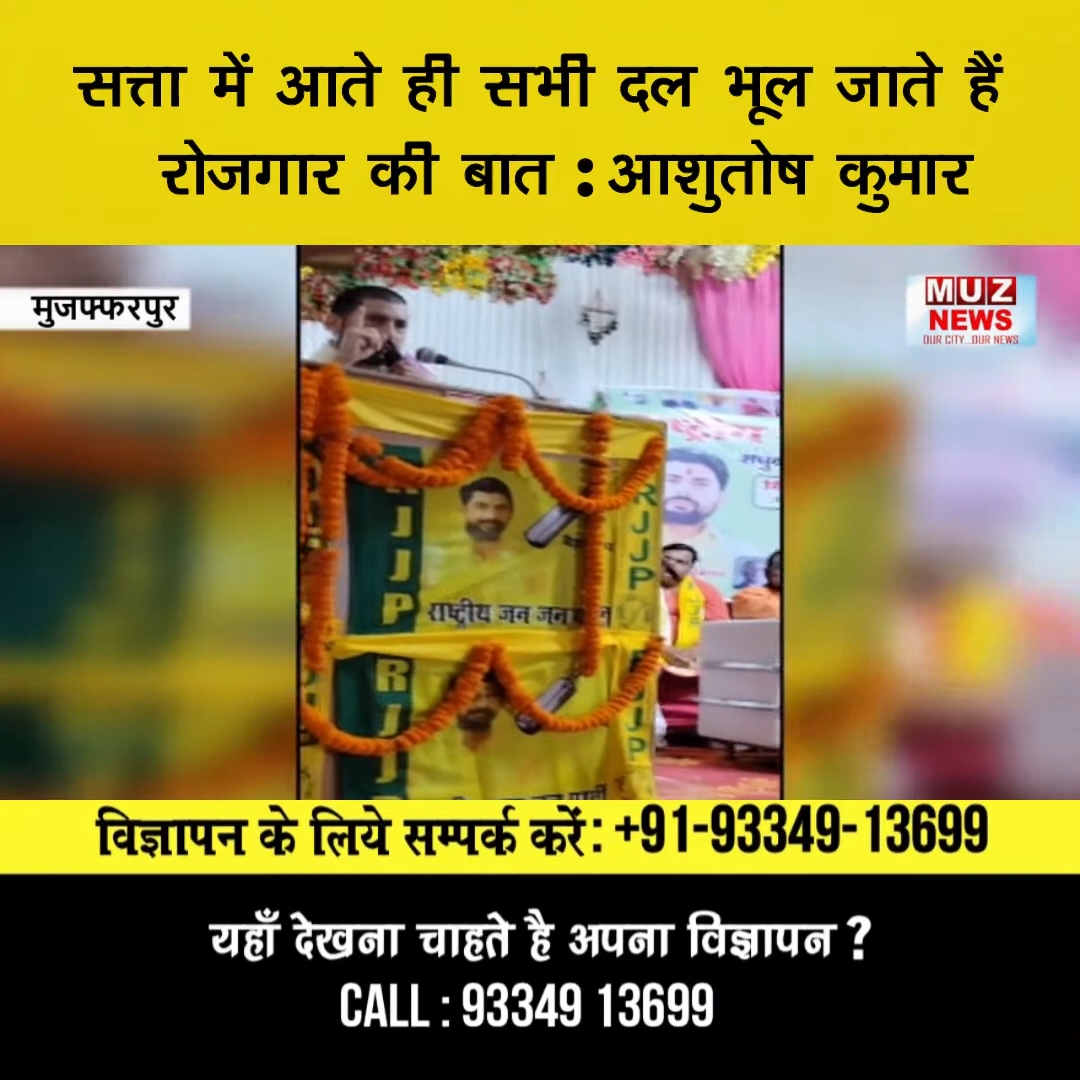 सत्ता में आते ही सभी दल भूल जाते हैं
रोजगार की बात : आशुतोष कुमार
मुजफ्फरपुर
MUZ
NEWS
OUR CITY...OUR NEWS
RJJP
RJJP
राष्ट्रीय जन जन
विज्ञापन के लिये सम्पर्क करें: +91-93349-13699
यहाँ देखना चाहते है अपना विज्ञापन ?
CALL : 93349 13699